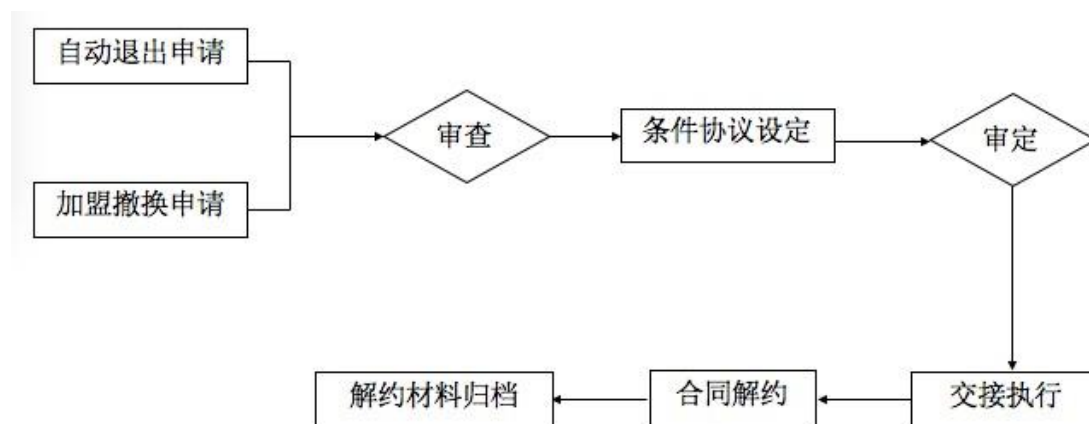 自动退出申请
加盟撤换申请
审查
条件协议设定
审定
交接执行
合同解约
解约材料归档